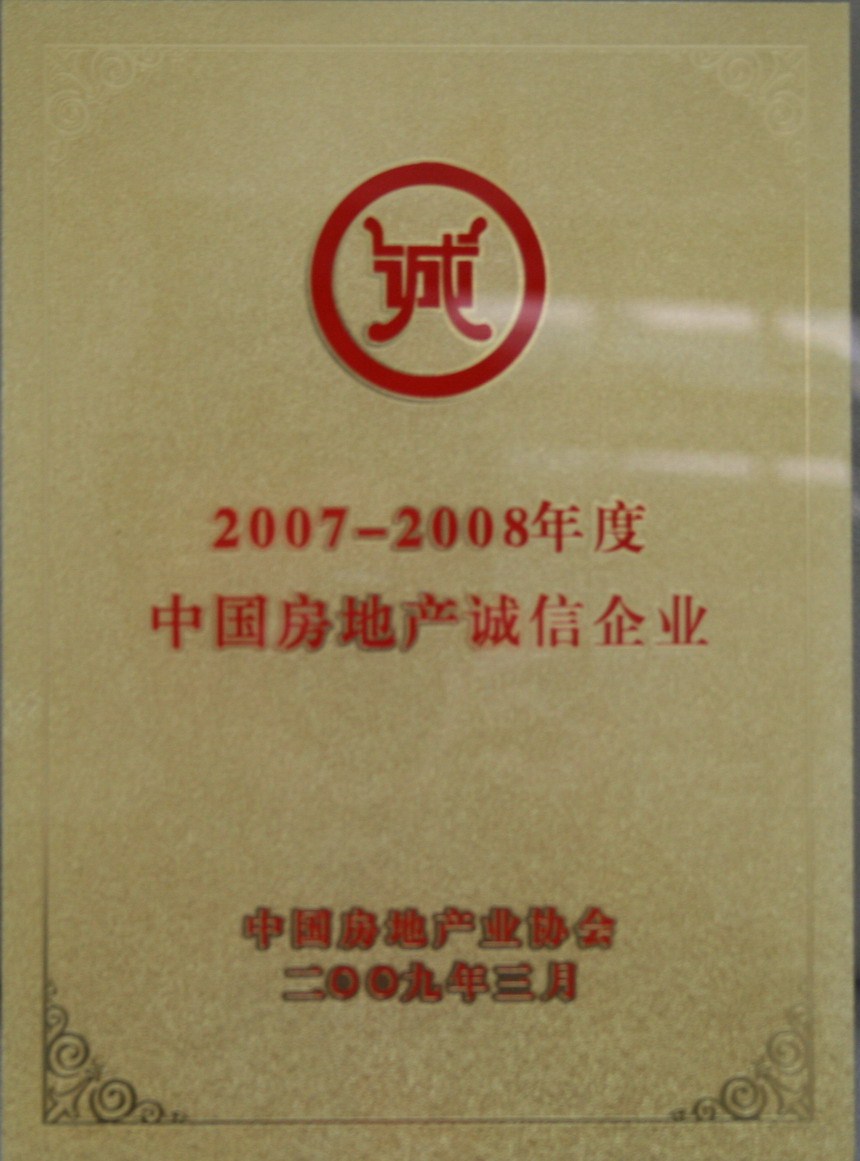 诚
2007-2008年度
中国房地产诚信企业
中国房地产业协会
二〇〇九年三月